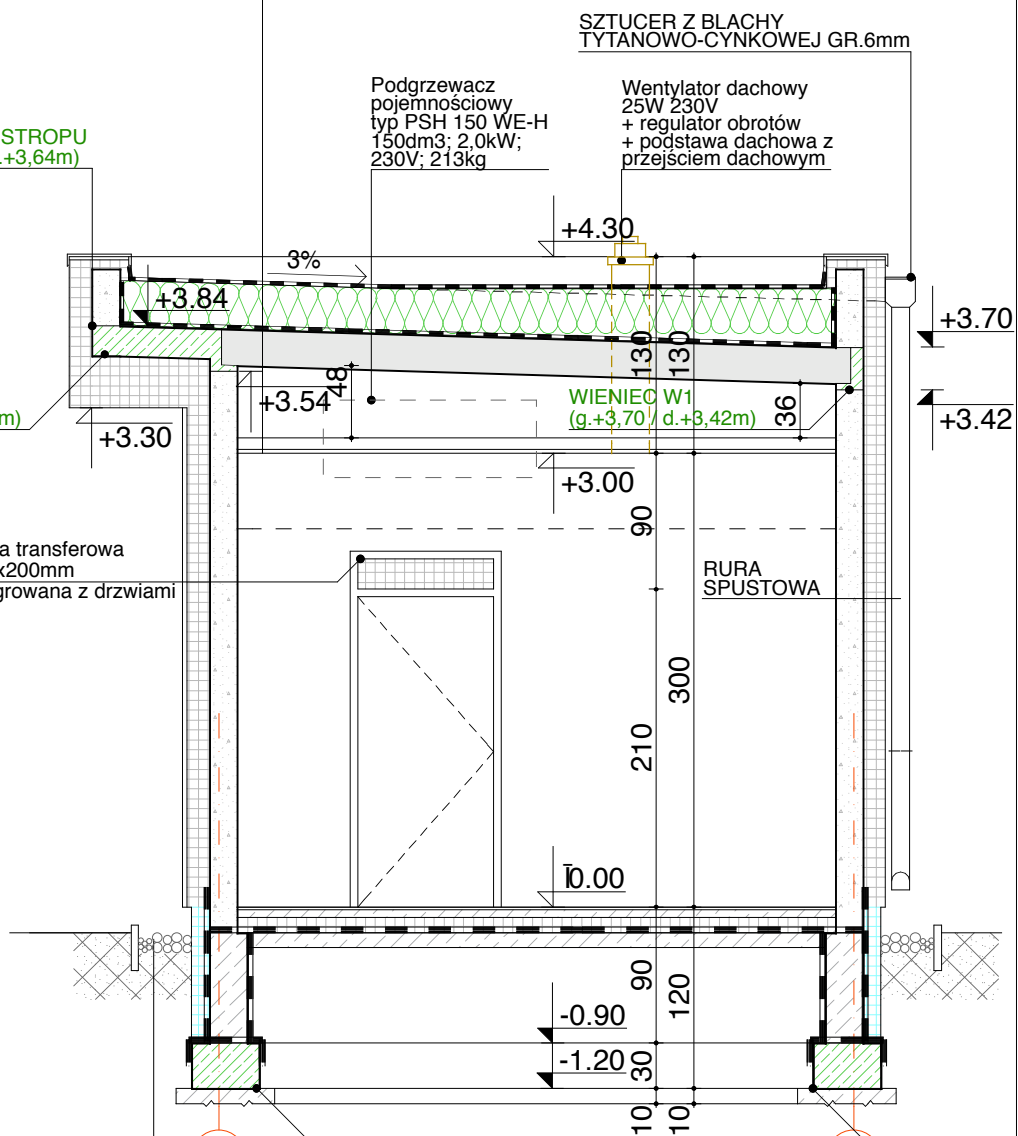 SZTUCER Z BLACHY
TYTANOWO-CYNKOWEJ GR.6mm
Podgrzewacz
pojemnościowy
typ PSH 150 WE-H
150dm3; 2,0kW;
230V; 213kg
Wentylator dachowy
25W 230V
+ regulator obrotów
+ podstawa dachowa z
przejściem dachowym
STROPU
.+3,64m)
+4.30
3%
+3.84
+3.70
130
130
48
+3.54
WIENIEC W1
(g.+3,70 / d.+3,42m)
36
+3.42
m)
+3.30
+3.00
90
a transferowa
x200mm
growana z drzwiami
RURA
SPUSTOWA
300
210
0.00
90
120
-0.90
-1.20
30
10
10